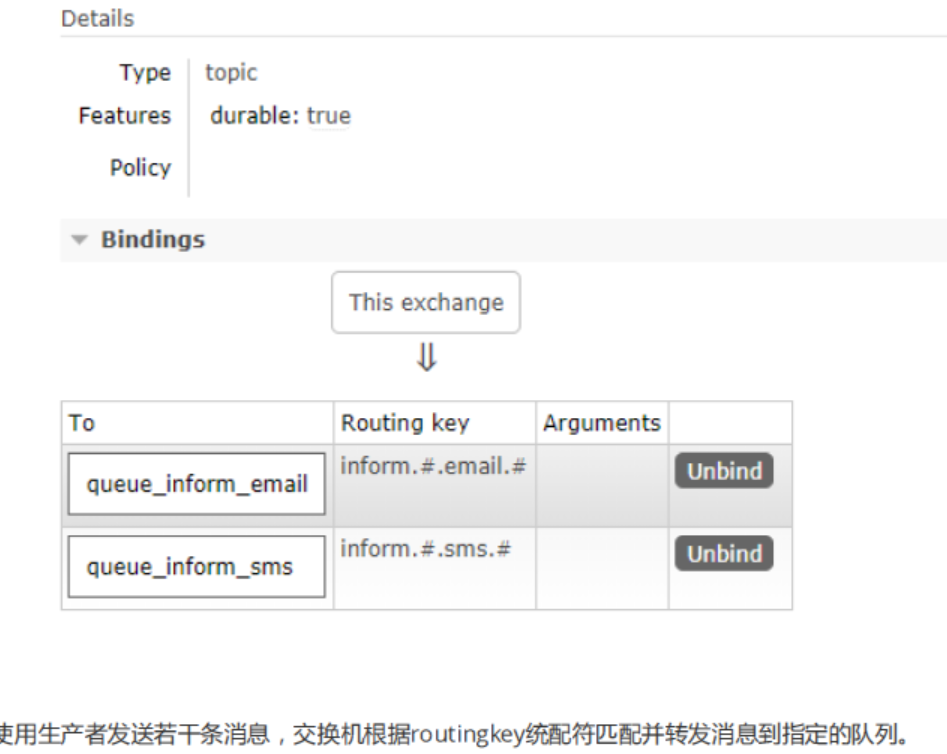 Details
Type topic
Features durable: true
Policy
Bindings
This exchange
⇓
To Routing key Arguments
queue_inform_email inform.#.email.# Unbind
queue_inform_sms inform.#.sms.# Unbind
使用生产者发送若干条消息，交换机根据routingkey统配符匹配并转发消息到指定的队列。